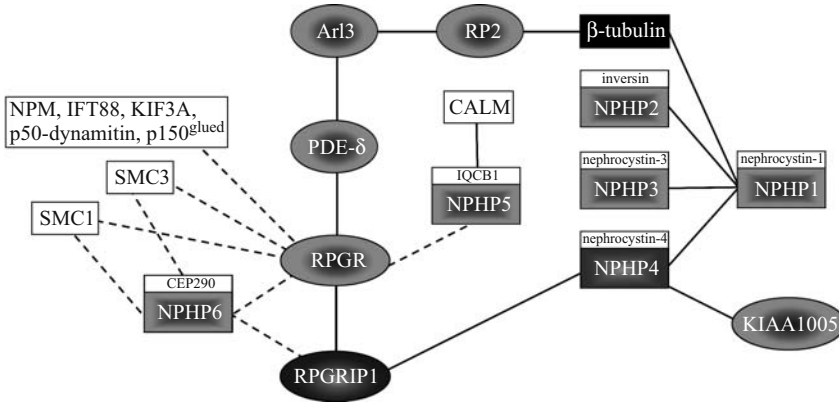 Arl3
RP2
β-tubulin
inversin
NPHP2
NPM, IFT88, KIF3A,
p50-dynamitin, p150glued
CALM
PDE-δ
SMC3
IQCB1
NPHP5
nephrocystin-3
NPHP3
nephrocystin-1
NPHP1
SMC1
RPGR
nephrocystin-4
NPHP4
CEP290
NPHP6
KIAA1005
RPGRIP1